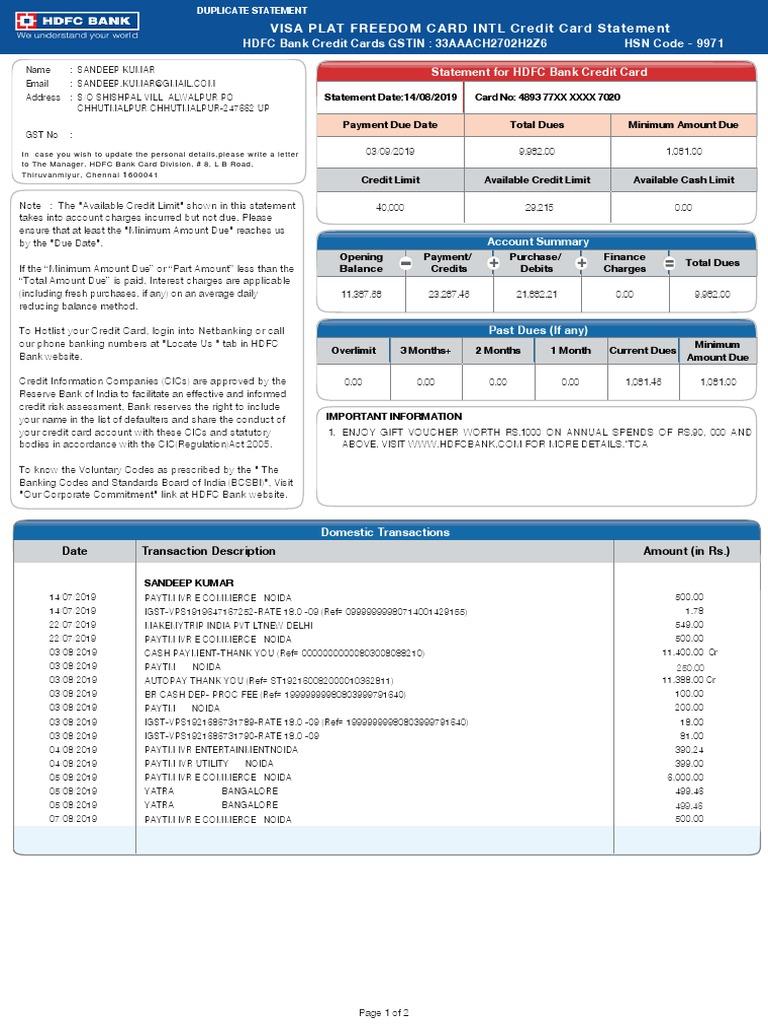 DUPLICATE STATEMENT
HDFC BANK
We understand your world
VISA PLAT FREEDOM CARD INTL Credit Card Statement
HDFC Bank Credit Cards GSTIN : 33AAACH2702H2Z6 HSN Code - 9971
Name : SANDEEP KUMAR
Email : SANDEEP.KUMAR@GMAIL.COM
Address : S/O SHISHPAL VILL ALWALPUR PO
CHHUTMALPUR CHHUTMALPUR-247662 UP
GST No :
In case you wish to update the personal details,please write a letter
to The Manager, HDFC Bank Card Division, # 8, L B Road,
Thiruvanmiyur, Chennai 1600041
Statement for HDFC Bank Credit Card
Statement Date:14/08/2019 Card No: 4893 77XX XXXX 7020
Payment Due Date Total Dues Minimum Amount Due
03/09/2019 9,982.00 1,081.00
Credit Limit Available Credit Limit Available Cash Limit
40,000 29,215 0.00
Note : The "Available Credit Limit" shown in this statement
takes into account charges incurred but not due. Please
ensure that at least the "Minimum Amount Due" reaches us
by the "Due Date".
If the "Minimum Amount Due" or "Part Amount" less than the
"Total Amount Due" is paid. Interest charges are applicable
(including fresh purchases, if any) on an average daily
reducing balance method.
To Hotlist your Credit Card, login into Netbanking or call
our phone banking numbers at "Locate Us " tab in HDFC
Bank website.
Credit Information Companies (CICs) are approved by the
Reserve Bank of India to facilitate an effective and informed
credit risk assessment. Bank reserves the right to include
your name in the list of defaulters and share the conduct of
your credit card account with these CICs and statutory
bodies in accordance with the CIC(Regulation)Act 2005.
To know the Voluntary Codes as prescribed by the " The
Banking Codes and Standards Board of India (BCSBI)", Visit
"Our Corporate Commitment" link at HDFC Bank website.
Account Summary
Opening Balance − Payment/ Credits + Purchase/ Debits + Finance Charges = Total Dues
23,287.48 0.00 9,982.00
Past Dues (If any)
Overlimit 3 Months+ 2 Months 1 Month Current Dues Minimum Amount Due
0.00 0.00 0.00 0.00 1,081.48 1,081.00
IMPORTANT INFORMATION
1. ENJOY GIFT VOUCHER WORTH RS.1000 ON ANNUAL SPENDS OF RS.90, 000 AND
ABOVE. VISIT WWW.HDFCBANK.COM FOR MORE DETAILS.*TCA
Domestic Transactions
Date Transaction Description Amount (in Rs.)
SANDEEP KUMAR
14 07 2019 PAYTM IVR E COMMERCE NOIDA 500.00
14 07 2019 IGST-VPS1919647167252-RATE 18.0 -09 (Ref= 09999999980714001429155) 1.78
22 07 2019 MAKEMYTRIP INDIA PVT LTNEW DELHI 549.00
22 07 2019 PAYTM IVR E COMMERCE NOIDA 500.00
03 08 2019 CASH PAYMENT-THANK YOU (Ref= 00000000000803008088210) 11,400.00 Cr
03 08 2019 PAYTM NOIDA 250.00
03 08 2019 AUTOPAY THANK YOU (Ref= ST192160082000010362811) 11,388.00 Cr
03 08 2019 BR CASH DEP- PROC FEE (Ref= 19999999980803999791640) 100.00
03 08 2019 PAYTM NOIDA 200.00
03 08 2019 IGST-VPS1921686731789-RATE 18.0 -09 (Ref= 19999999980803999791640) 18.00
03 08 2019 IGST-VPS1921686731790-RATE 18.0 -09 81.00
04 08 2019 PAYTM IVR ENTERTAINMENTNOIDA 390.24
04 08 2019 PAYTM IVR UTILITY NOIDA 399.00
05 08 2019 PAYTM IVR E COMMERCE NOIDA 6,000.00
05 08 2019 YATRA BANGALORE 499.46
05 08 2019 YATRA BANGALORE 499.46
07 08 2019 PAYTM IVR E COMMERCE NOIDA 500.00
Page 1 of 2